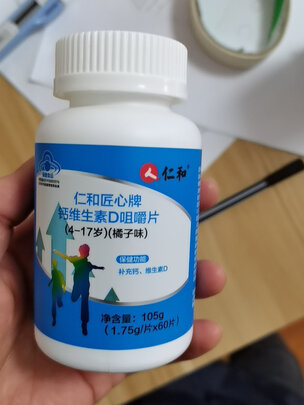 仁和
仁和匠心牌
钙维生素D咀嚼片
(4-17岁)(橘子味)
保健功能
补充钙、维生素D
净含量：105g
(1.75g/片x60片)